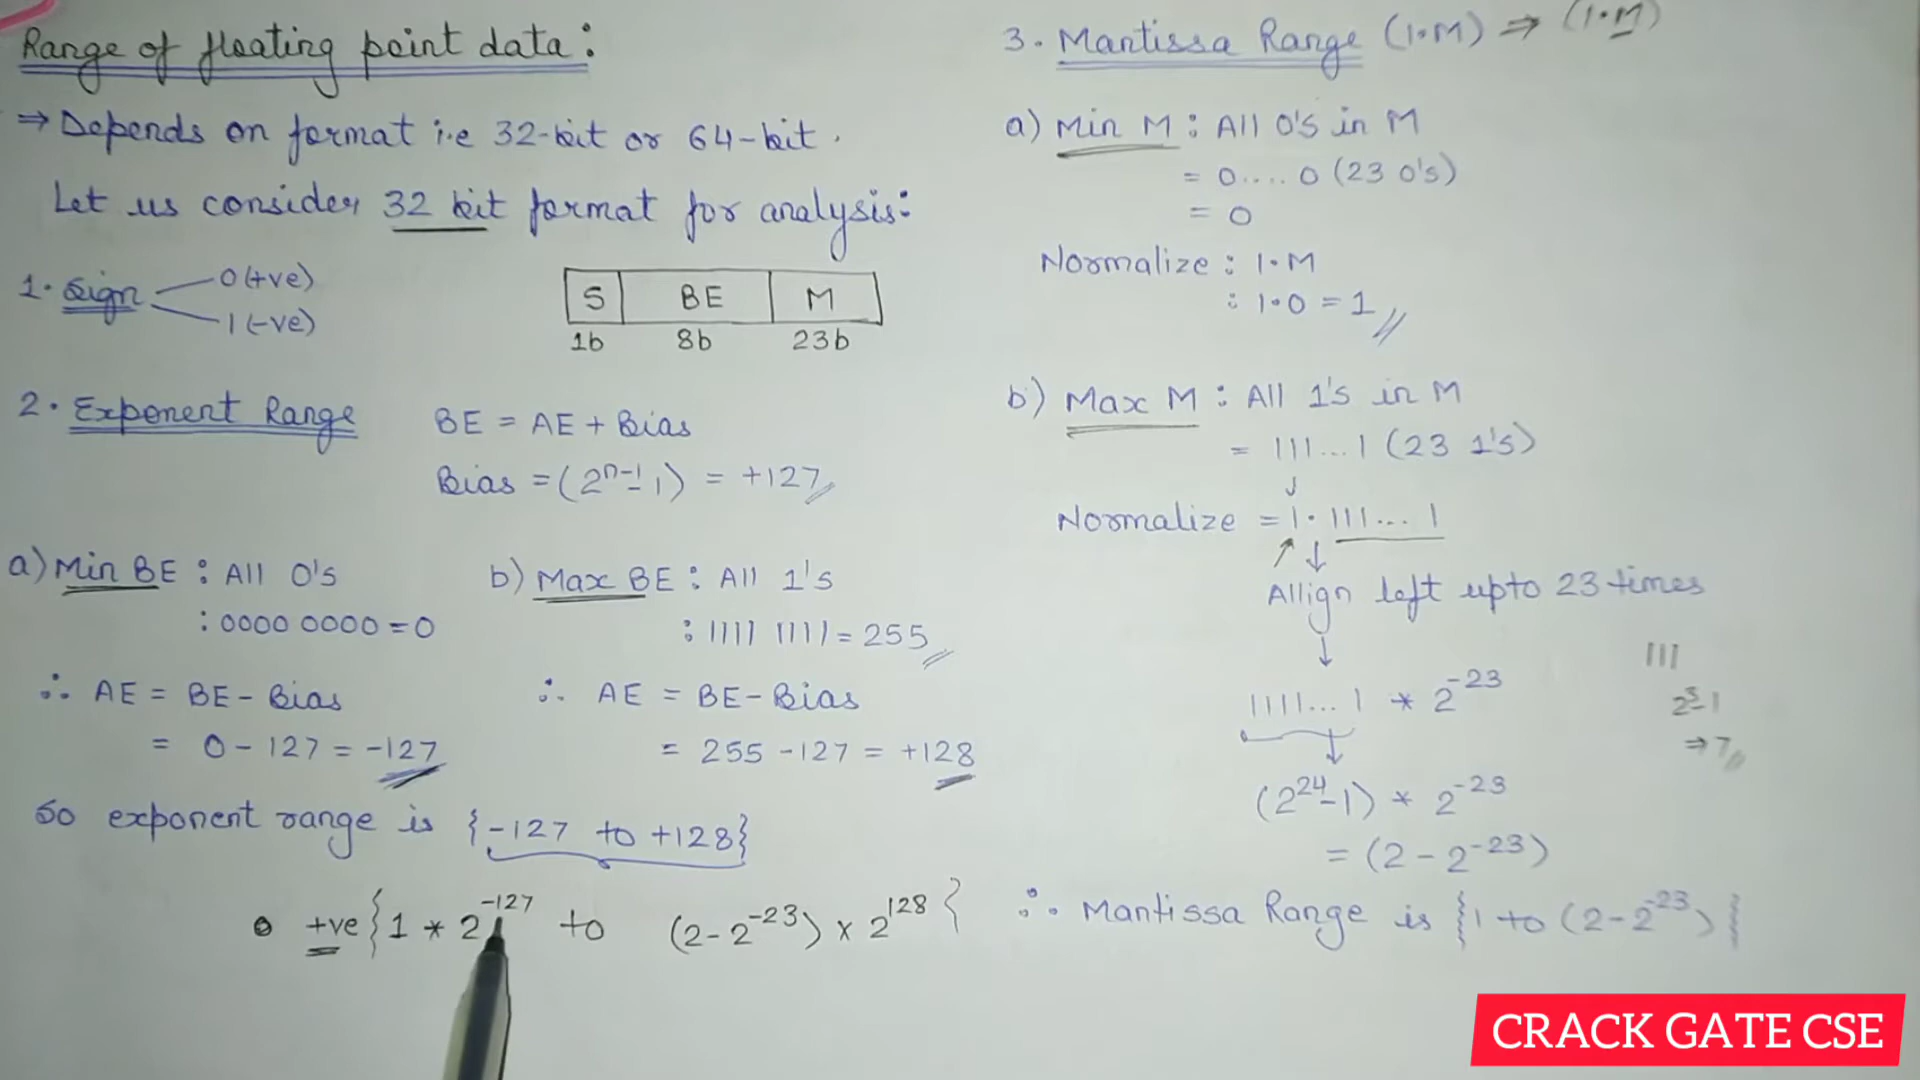 Range of floating point data:
⇒ Depends on format i.e 32-bit or 64-bit.
Let us consider 32 bit format for analysis:
1. Sign
0 (+ve)
1 (-ve)
S BE M
1b 8b 23b
2. Exponent Range
BE = AE + Bias
Bias = (2^n-1 - 1) = +127
a) Min BE : All 0's
: 0000 0000 = 0
∴ AE = BE - Bias
= 0 - 127 = -127
b) Max BE : All 1's
: 1111 1111 = 255
∴ AE = BE - Bias
= 255 - 127 = +128
So exponent range is {-127 to +128}
+ve {1 * 2^-127 to (2 - 2^-23) × 2^128}
3. Mantissa Range (1.M) ⇒ (1.M)
a) Min M : All 0's in M
= 0.... 0 (23 0's)
= 0
Normalize : 1.M
: 1.0 = 1
b) Max M : All 1's in M
= 111...1 (23 1's)
Normalize = 1.111...1
Allign left upto 23 times
1111...1 * 2^-23
(2^24 - 1) * 2^-23
= (2 - 2^-23)
111
2^3 - 1
⇒ 7
∴ Mantissa Range is {1 to (2 - 2^-23)}
CRACK GATE CSE